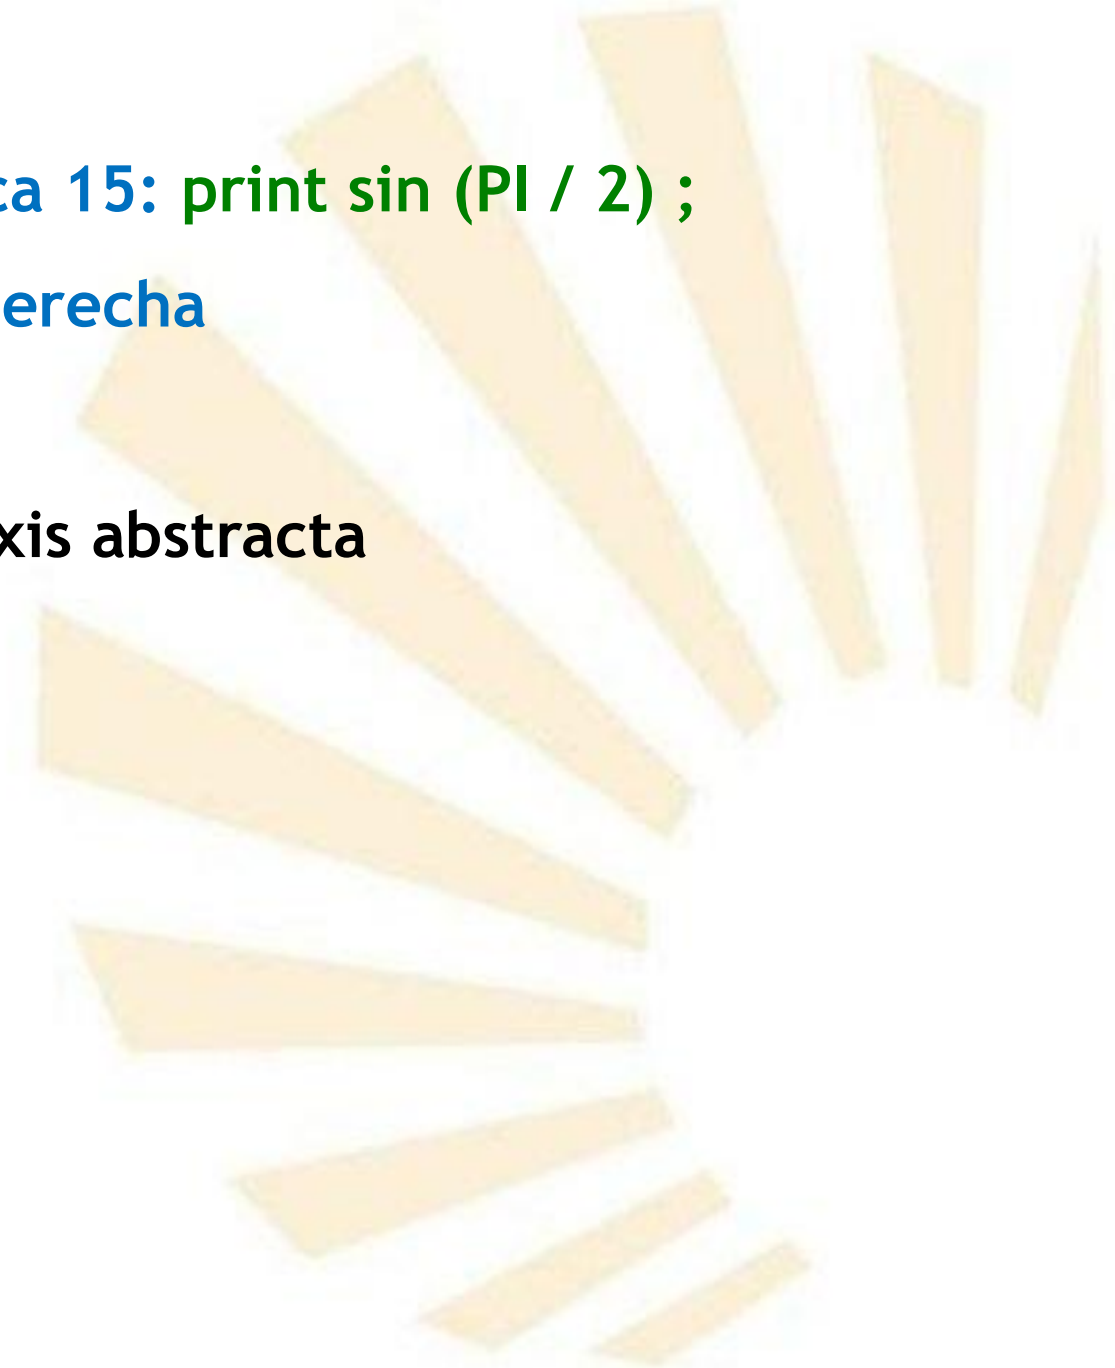 ca 15: print sin (PI / 2) ;
erecha
xis abstracta